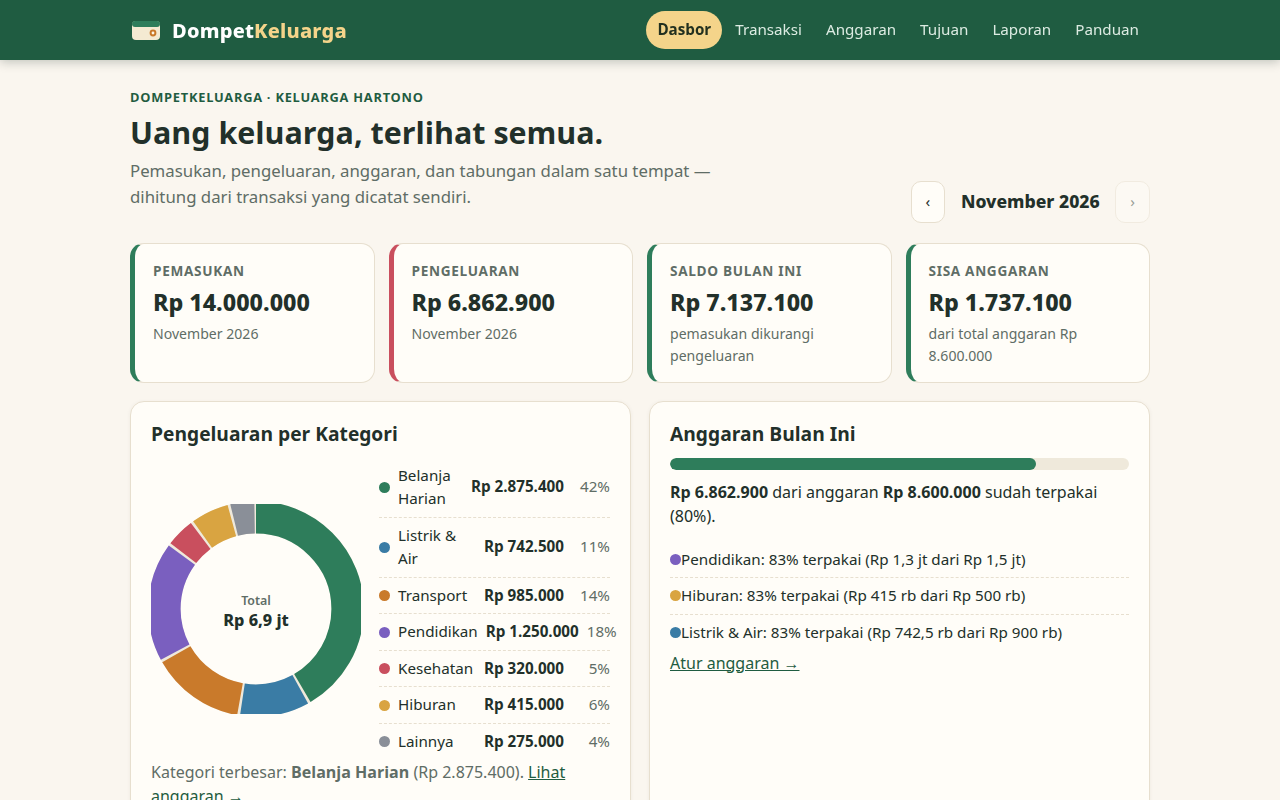 DompetKeluarga
Dasbor
Transaksi
Anggaran
Tujuan
Laporan
Panduan
DOMPETKELUARGA · KELUARGA HARTONO
Uang keluarga, terlihat semua.
Pemasukan, pengeluaran, anggaran, dan tabungan dalam satu tempat —
dihitung dari transaksi yang dicatat sendiri.
‹
November 2026
›
PEMASUKAN
Rp 14.000.000
November 2026
PENGELUARAN
Rp 6.862.900
November 2026
SALDO BULAN INI
Rp 7.137.100
pemasukan dikurangi
pengeluaran
SISA ANGGARAN
Rp 1.737.100
dari total anggaran Rp
8.600.000
Pengeluaran per Kategori
Total
Rp 6,9 jt
Belanja
Harian
Rp 2.875.400 42%
Listrik &
Air
Rp 742.500 11%
Transport Rp 985.000 14%
Pendidikan Rp 1.250.000 18%
Kesehatan Rp 320.000 5%
Hiburan Rp 415.000 6%
Lainnya Rp 275.000 4%
Kategori terbesar: Belanja Harian (Rp 2.875.400). Lihat
anggaran →
Anggaran Bulan Ini
Rp 6.862.900 dari anggaran Rp 8.600.000 sudah terpakai
(80%).
Pendidikan: 83% terpakai (Rp 1,3 jt dari Rp 1,5 jt)
Hiburan: 83% terpakai (Rp 415 rb dari Rp 500 rb)
Listrik & Air: 83% terpakai (Rp 742,5 rb dari Rp 900 rb)
Atur anggaran →